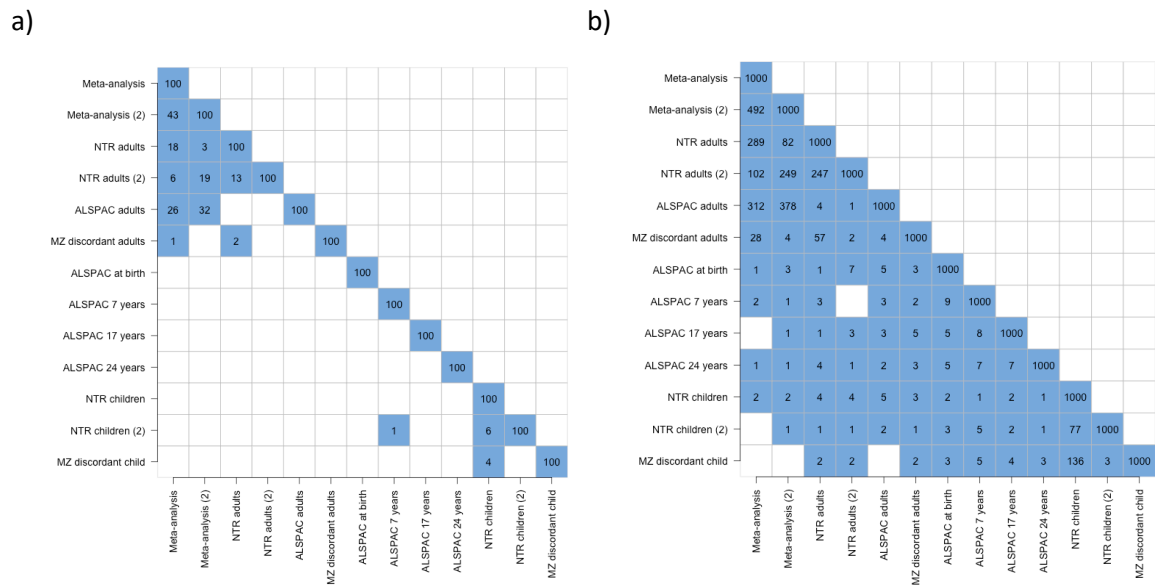 a)
Meta-analysis 100
Meta-analysis (2) 43 100
NTR adults 18 3 100
NTR adults (2) 6 19 13 100
ALSPAC adults 26 32 100
MZ discordant adults 1 2 100
ALSPAC at birth 100
ALSPAC 7 years 100
ALSPAC 17 years 100
ALSPAC 24 years 100
NTR children 100
NTR children (2) 1 6 100
MZ discordant child 4 100
Meta-analysis
Meta-analysis (2)
NTR adults
NTR adults (2)
ALSPAC adults
MZ discordant adults
ALSPAC at birth
ALSPAC 7 years
ALSPAC 17 years
ALSPAC 24 years
NTR children
NTR children (2)
MZ discordant child
b)
Meta-analysis 1000
Meta-analysis (2) 492 1000
NTR adults 289 82 1000
NTR adults (2) 102 249 247 1000
ALSPAC adults 312 378 4 1 1000
MZ discordant adults 28 4 57 2 4 1000
ALSPAC at birth 1 3 1 7 5 3 1000
ALSPAC 7 years 2 1 3 3 2 9 1000
ALSPAC 17 years 1 1 3 3 5 5 8 1000
ALSPAC 24 years 1 1 4 1 2 3 5 7 7 1000
NTR children 2 2 4 4 5 3 2 1 2 1 1000
NTR children (2) 1 1 1 2 1 3 5 2 1 77 1000
MZ discordant child 2 2 2 3 5 4 3 136 3 1000
Meta-analysis
Meta-analysis (2)
NTR adults
NTR adults (2)
ALSPAC adults
MZ discordant adults
ALSPAC at birth
ALSPAC 7 years
ALSPAC 17 years
ALSPAC 24 years
NTR children
NTR children (2)
MZ discordant child